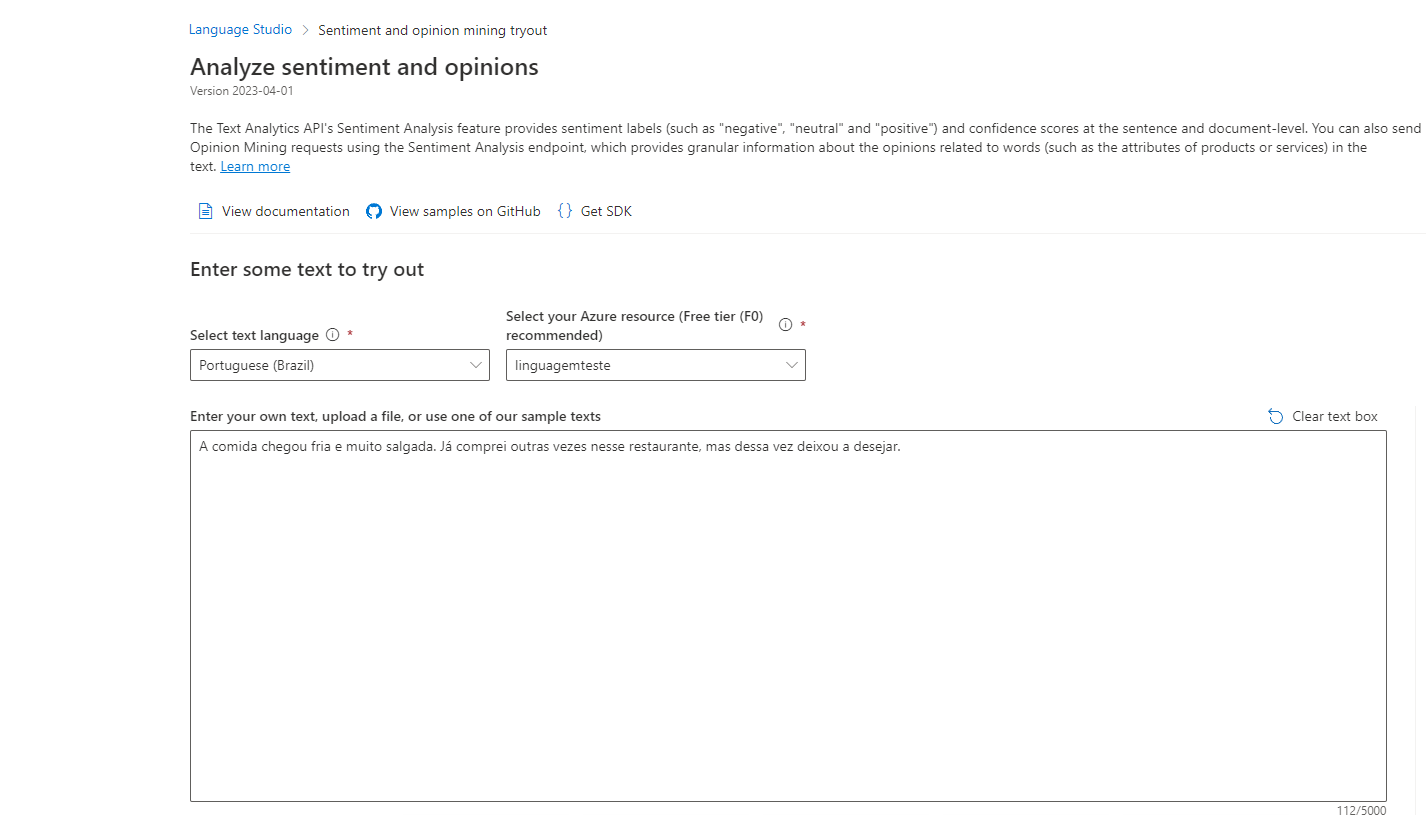 Language Studio > Sentiment and opinion mining tryout
Analyze sentiment and opinions
Version 2023-04-01
The Text Analytics API's Sentiment Analysis feature provides sentiment labels (such as "negative", "neutral" and "positive") and confidence scores at the sentence and document-level. You can also send
Opinion Mining requests using the Sentiment Analysis endpoint, which provides granular information about the opinions related to words (such as the attributes of products or services) in the
text. Learn more
View documentation View samples on GitHub {} Get SDK
Enter some text to try out
Select text language *
Select your Azure resource (Free tier (F0)
recommended) *
Portuguese (Brazil)
linguagemteste
Enter your own text, upload a file, or use one of our sample texts
Clear text box
A comida chegou fria e muito salgada. Já comprei outras vezes nesse restaurante, mas dessa vez deixou a desejar.
112/5000